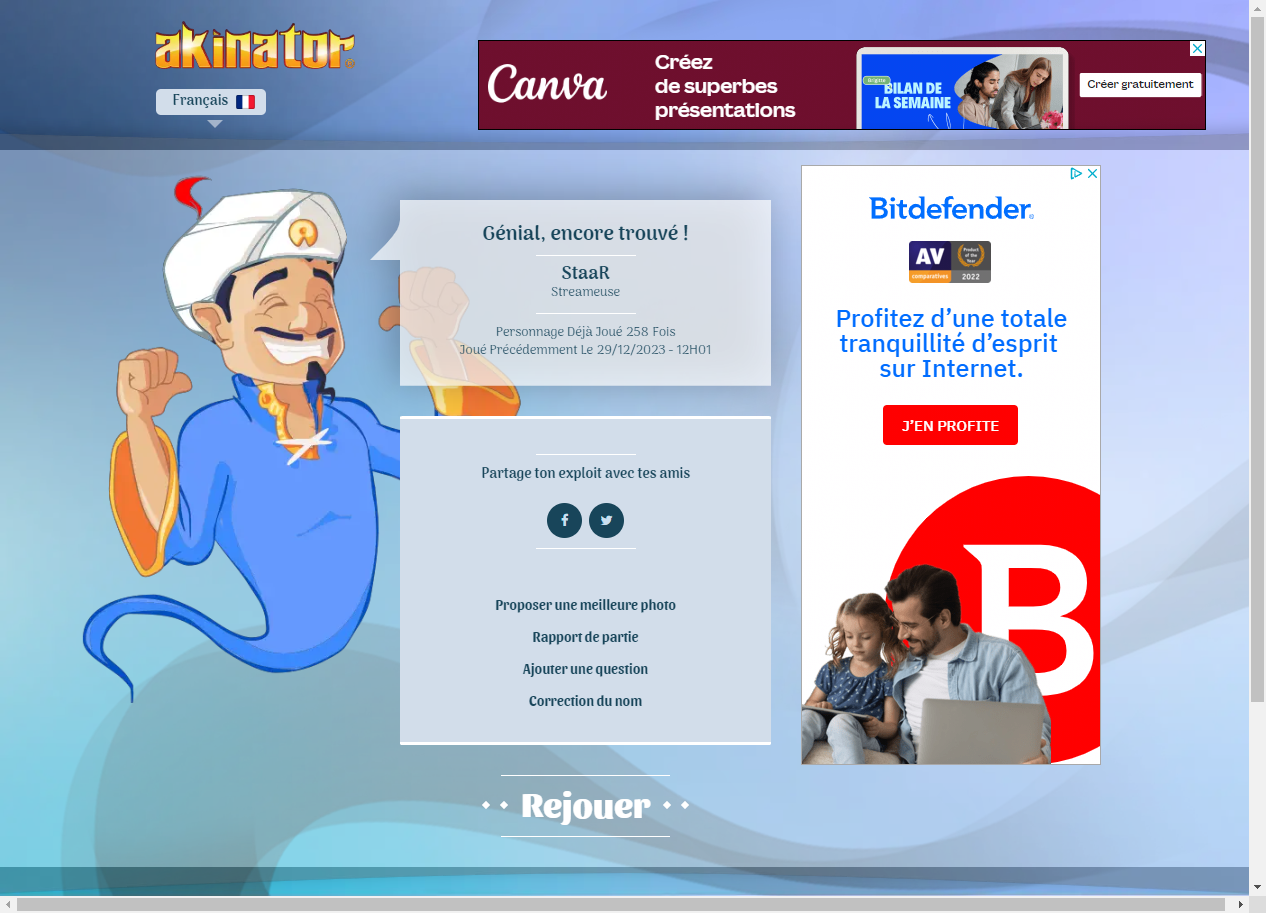 akinator
Français
Canva
Créez
de superbes
présentations
Brigitte
BILAN DE
LA SEMAINE
Créer gratuitement
Génial, encore trouvé !
StaaR
Streameuse
Personnage Déjà Joué 258 Fois
Joué Précédemment Le 29/12/2023 - 12H01
Partage ton exploit avec tes amis
Proposer une meilleure photo
Rapport de partie
Ajouter une question
Correction du nom
Rejouer
Bitdefender
AV
comparatives
Product
of the
Year
2022
Profitez d’une totale
tranquillité d’esprit
sur Internet.
J’EN PROFITE
B